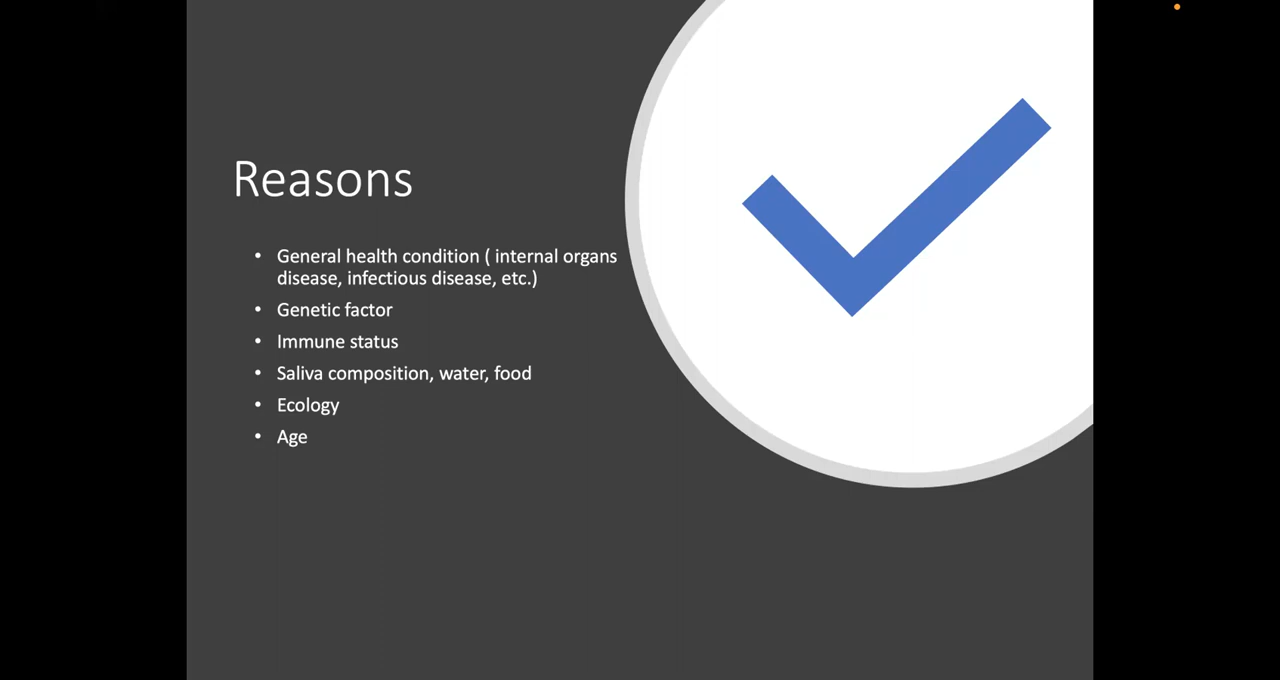 Reasons
• General health condition ( internal organs
disease, infectious disease, etc.)
• Genetic factor
• Immune status
• Saliva composition, water, food
• Ecology
• Age